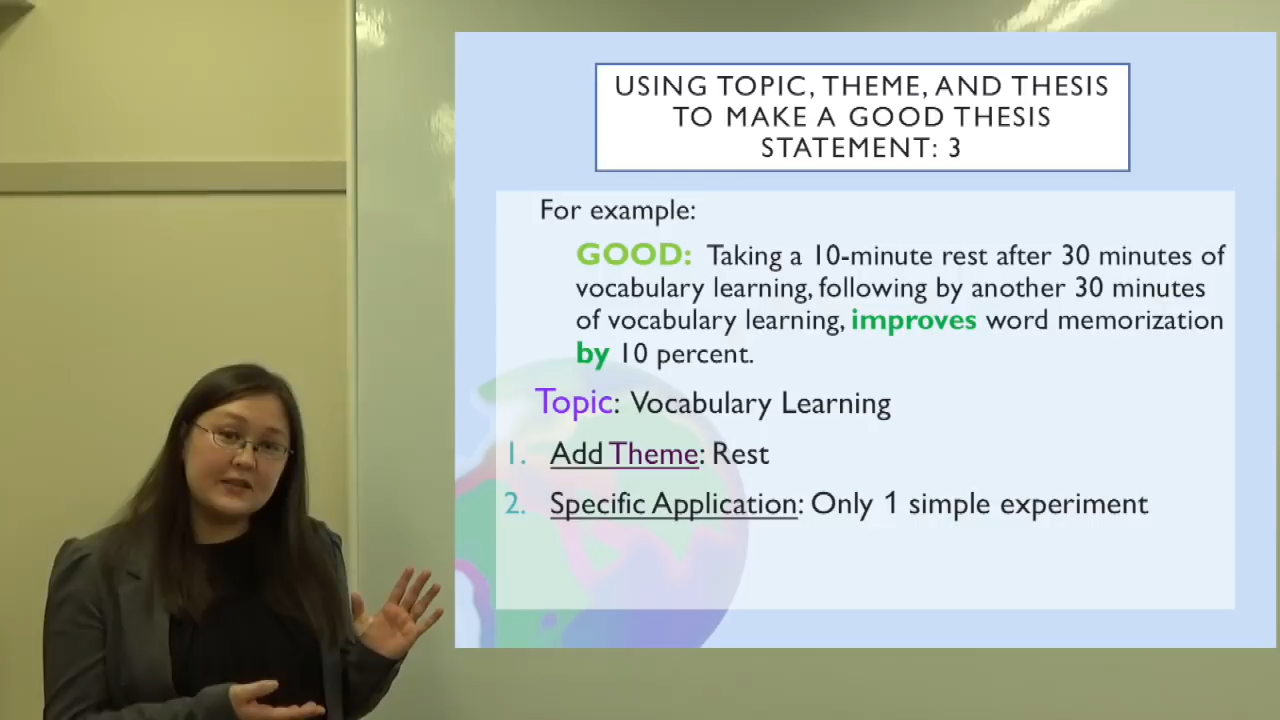 USING TOPIC, THEME, AND THESIS
TO MAKE A GOOD THESIS
STATEMENT: 3
For example:
GOOD: Taking a 10-minute rest after 30 minutes of
vocabulary learning, following by another 30 minutes
of vocabulary learning, improves word memorization
by 10 percent.
Topic: Vocabulary Learning
1. Add Theme: Rest
2. Specific Application: Only 1 simple experiment